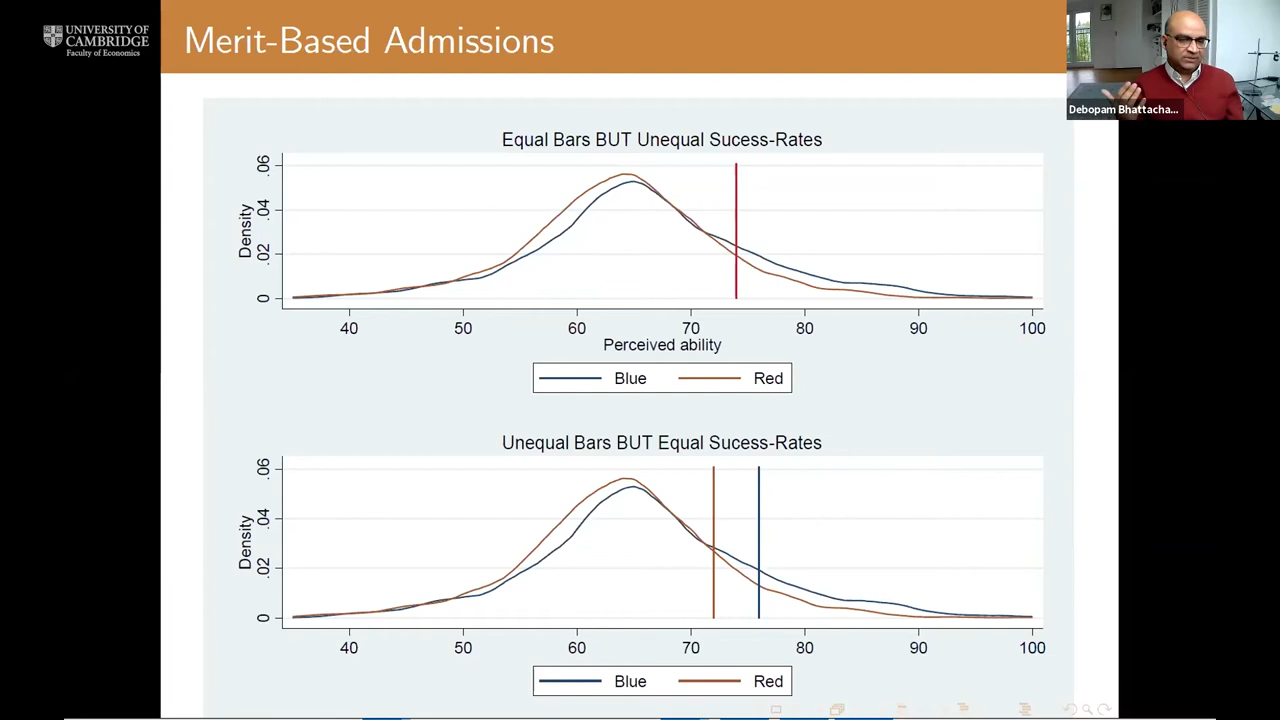 UNIVERSITY OF
CAMBRIDGE
Faculty of Economics
Merit-Based Admissions
Debopam Bhattacha...
Equal Bars BUT Unequal Sucess-Rates
Density
0 .02 .04 .06
40 50 60 70 80 90 100
Perceived ability
Blue Red
Unequal Bars BUT Equal Sucess-Rates
Density
0 .02 .04 .06
40 50 60 70 80 90 100
Blue Red